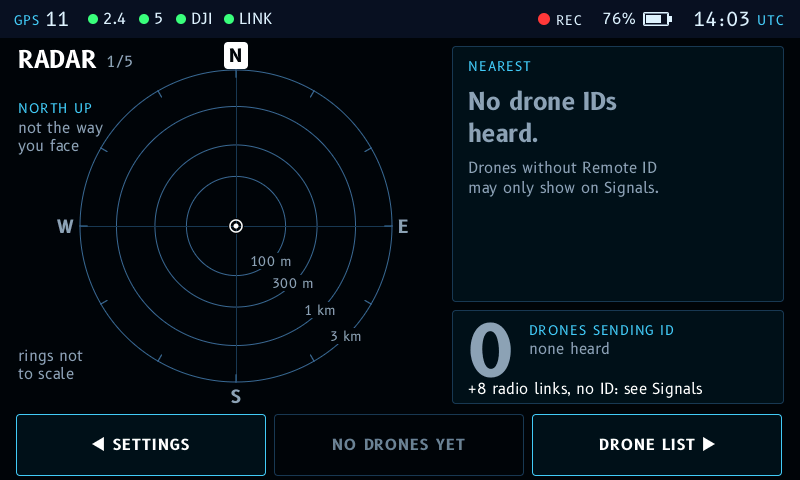 GPS 11 2.4 5 DJI LINK REC 76% 14:03 UTC
RADAR 1/5
N
NORTH UP
not the way
you face
W
E
100 m
300 m
1 km
3 km
rings not
to scale
S
NEAREST
No drone IDs
heard.
Drones without Remote ID
may only show on Signals.
0
DRONES SENDING ID
none heard
+8 radio links, no ID: see Signals
◀ SETTINGS
NO DRONES YET
DRONE LIST ▶